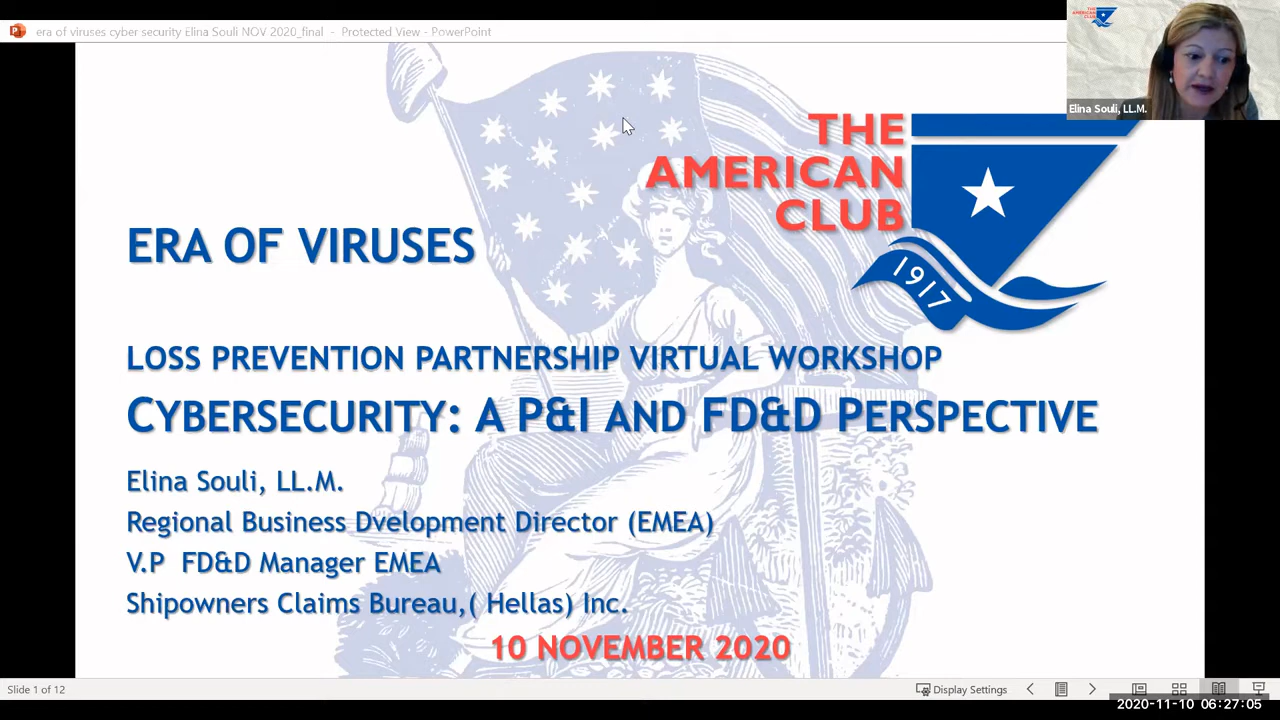 era of viruses cyber security Elina Souli NOV 2020_final - Protected View - PowerPoint
THE
AMERICAN
CLUB
Elina Souli, LL.M.
THE
AMERICAN
CLUB
1917
ERA OF VIRUSES
LOSS PREVENTION PARTNERSHIP VIRTUAL WORKSHOP
CYBERSECURITY: A P&I AND FD&D PERSPECTIVE
Elina Souli, LL.M.
Regional Business Dvelopment Director (EMEA)
V.P FD&D Manager EMEA
Shipowners Claims Bureau,( Hellas) Inc.
10 NOVEMBER 2020
Slide 1 of 12
Display Settings
2020-11-10 06:27:05